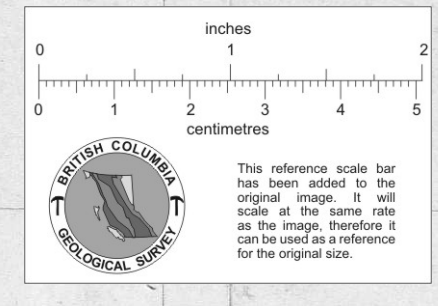 inches
0 1 2
0 1 2 3 4 5
centimetres
BRITISH COLUMBIA
GEOLOGICAL SURVEY
This reference scale bar
has been added to the
original image. It will
scale at the same rate
as the image, therefore it
can be used as a reference
for the original size.